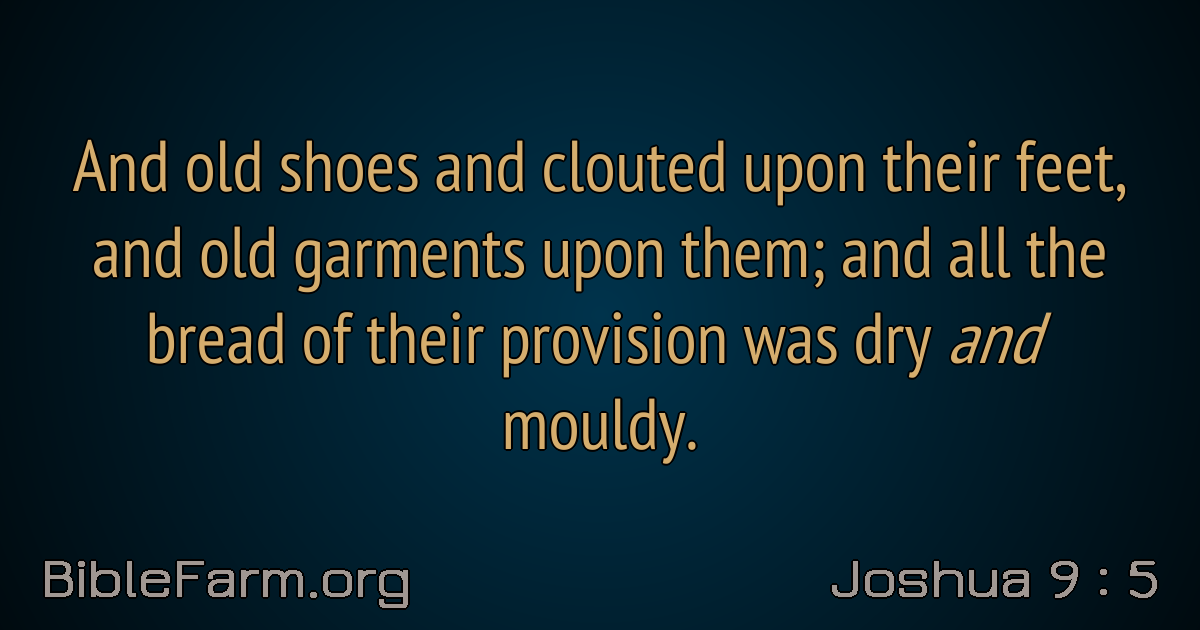 And old shoes and clouted upon their feet,
and old garments upon them; and all the
bread of their provision was dry and
mouldy.
BibleFarm.org
Joshua 9 : 5